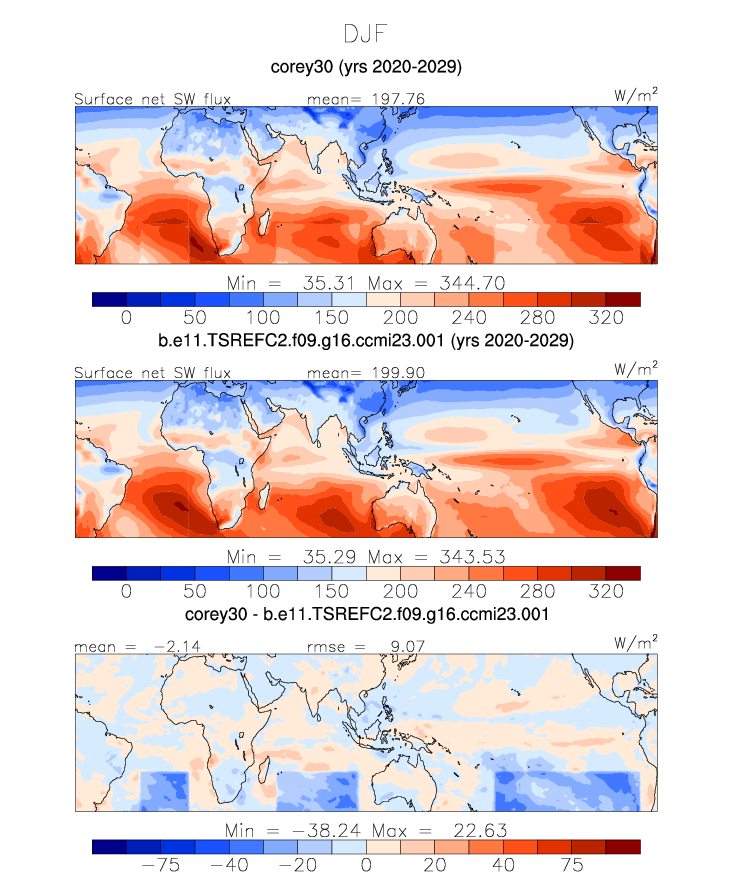 DJF
corey30 (yrs 2020-2029)
Surface net SW flux mean= 197.76 W/m²
Min = 35.31 Max = 344.70
0 50 100 150 200 240 280 320
b.e11.TSREFC2.f09.g16.ccmi23.001 (yrs 2020-2029)
Surface net SW flux mean= 199.90 W/m²
Min = 35.29 Max = 343.53
0 50 100 150 200 240 280 320
corey30 - b.e11.TSREFC2.f09.g16.ccmi23.001
mean = −2.14 rmse = 9.07 W/m²
Min = −38.24 Max = 22.63
−75 −40 −20 0 20 40 75